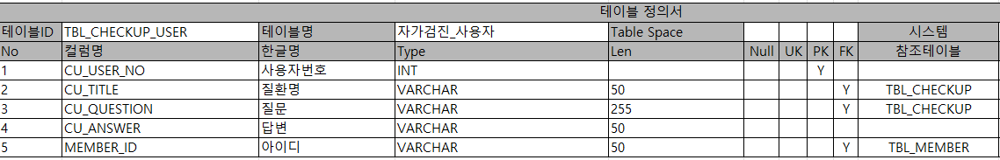 테이블 정의서
테이블ID TBL_CHECKUP_USER 테이블명 자가검진_사용자 Table Space 시스템
No 컬럼명 한글명 Type Len Null UK PK FK 참조테이블
1 CU_USER_NO 사용자번호 INT Y
2 CU_TITLE 질환명 VARCHAR 50 Y TBL_CHECKUP
3 CU_QUESTION 질문 VARCHAR 255 Y TBL_CHECKUP
4 CU_ANSWER 답변 VARCHAR 50
5 MEMBER_ID 아이디 VARCHAR 50 Y TBL_MEMBER